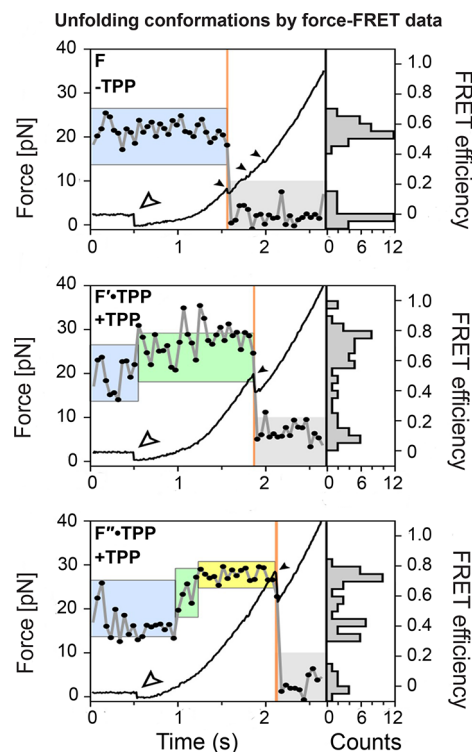 Unfolding conformations by force-FRET data
F
-TPP
Force [pN]
40
30
20
10
0
0 1 2
1.0
0.8
0.6
0.4
0.2
0
FRET efficiency
0 6 12
F′•TPP
+TPP
Force [pN]
40
30
20
10
0
0 1 2
1.0
0.8
0.6
0.4
0.2
0
FRET efficiency
0 6 12
F″•TPP
+TPP
Force [pN]
40
30
20
10
0
0 1 2
1.0
0.8
0.6
0.4
0.2
0
FRET efficiency
0 6 12
Time (s) Counts